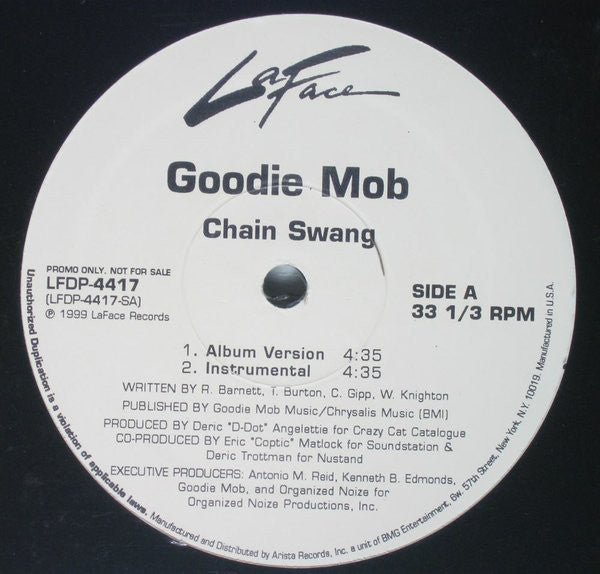 LaFace
Goodie Mob
Chain Swang
PROMO ONLY. NOT FOR SALE
LFDP-4417
(LFDP-4417-SA)
℗ 1999 LaFace Records
SIDE A
33 1/3 RPM
1. Album Version 4:35
2. Instrumental 4:35
WRITTEN BY R. Barnett, T. Burton, C. Gipp, W. Knighton
PUBLISHED BY Goodie Mob Music/Chrysalis Music (BMI)
PRODUCED BY Deric "D-Dot" Angelettie for Crazy Cat Catalogue
CO-PRODUCED BY Eric "Coptic" Matlock for Soundstation &
Deric Trottman for Nustand
EXECUTIVE PRODUCERS: Antonio M. Reid, Kenneth B. Edmonds,
Goodie Mob, and Organized Noize for
Organized Noize Productions, Inc.
Unauthorized Duplication is a violation of applicable laws. Manufactured and Distributed by Arista Records, Inc. a unit of BMG Entertainment, 6w. 57th Street, New York, N.Y. 10019. Manufactured in U.S.A.